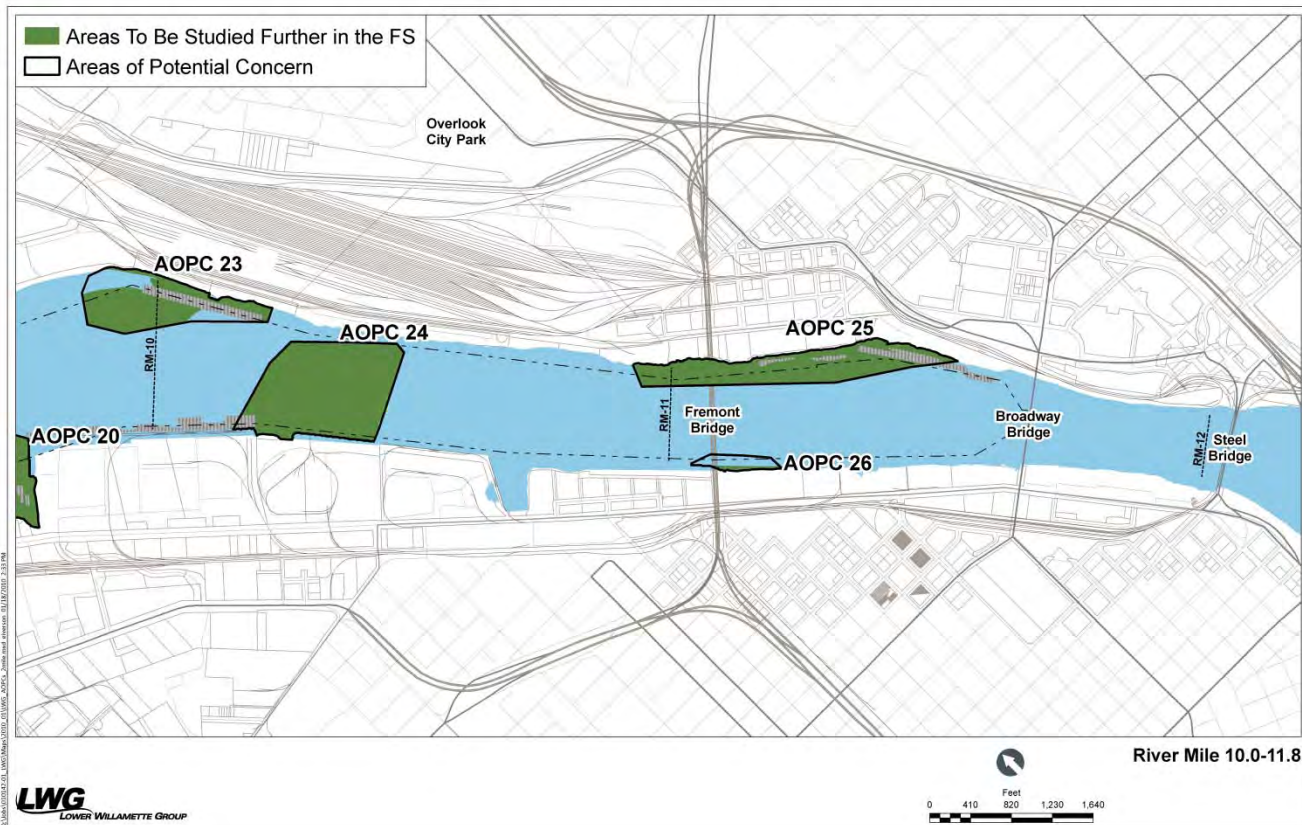 Areas To Be Studied Further in the FS
Areas of Potential Concern
Overlook
City Park
AOPC 23
AOPC 24
AOPC 25
RM-10
RM-11
Fremont
Bridge
Broadway
Bridge
RM-12
Steel
Bridge
AOPC 20
AOPC 26
River Mile 10.0-11.8
Feet
0 410 820 1,230 1,640
LWG
LOWER WILLAMETTE GROUP